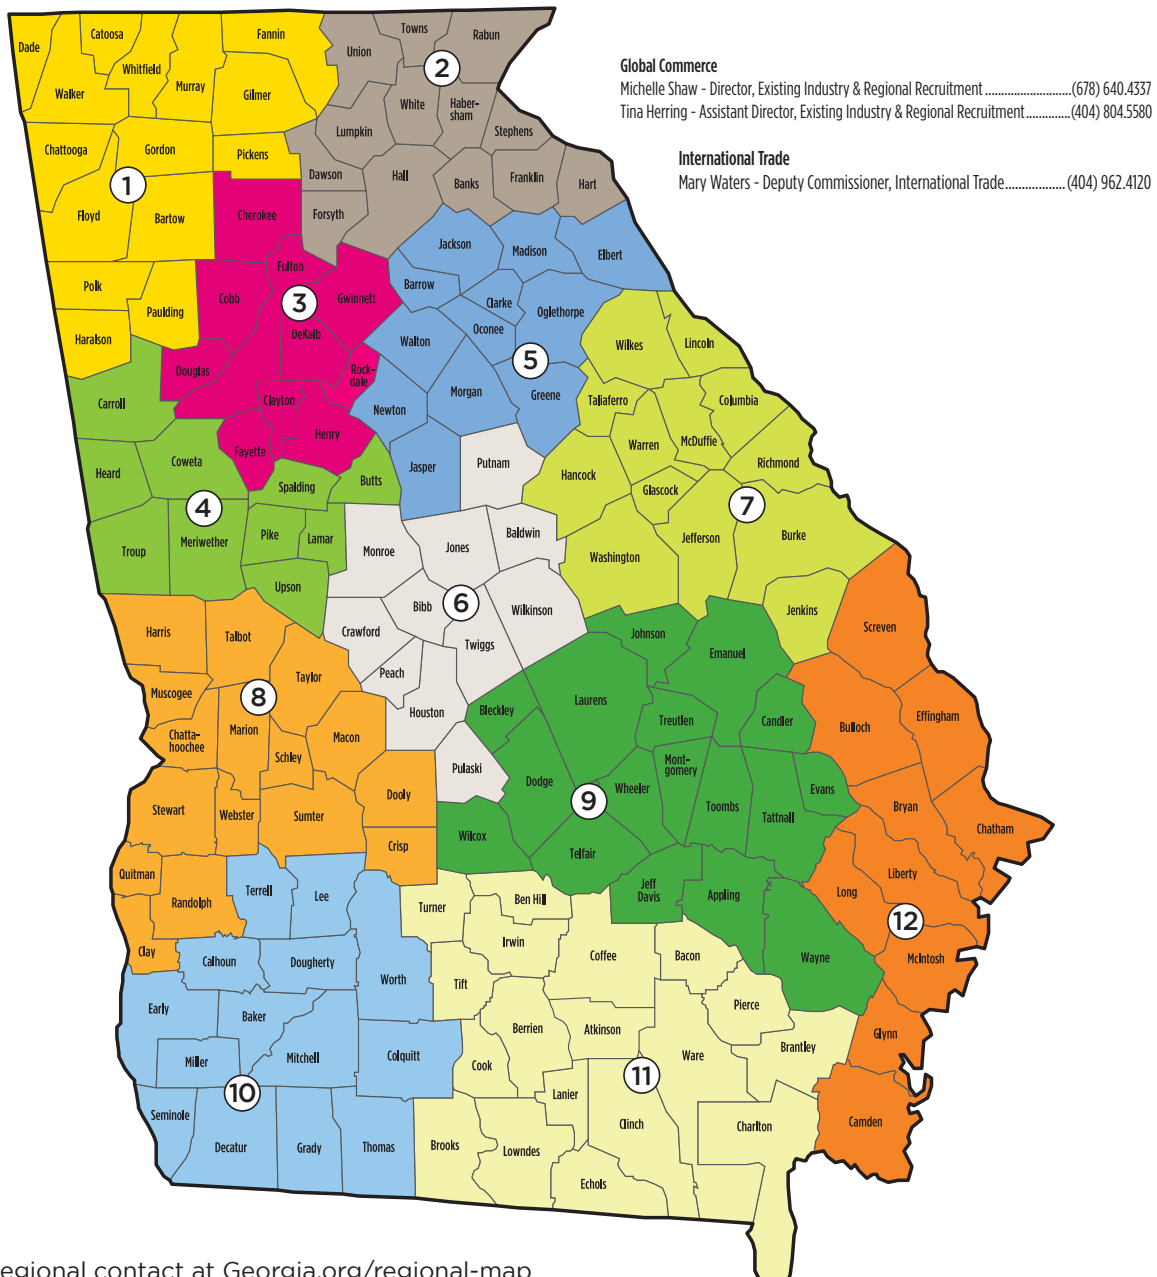 Global Commerce
Michelle Shaw - Director, Existing Industry & Regional Recruitment ............................(678) 640.4337
Tina Herring - Assistant Director, Existing Industry & Regional Recruitment..............(404) 804.5580
International Trade
Mary Waters - Deputy Commissioner, International Trade...................(404) 962.4120
Dade
Catoosa
Fannin
Walker
Whitfield
Murray
Gilmer
Chattooga
Gordon
Pickens
1
Floyd
Bartow
Polk
Paulding
Haralson
Towns
Rabun
Union
2
White
Haber-
sham
Lumpkin
Stephens
Dawson
Hall
Banks
Franklin
Hart
Forsyth
Cherokee
Fulton
Cobb
3
Gwinnett
DeKalb
Douglas
Rock-
dale
Clayton
Henry
Fayette
Carroll
Heard
Coweta
Spalding
Butts
4
Troup
Meriwether
Pike
Lamar
Upson
Jackson
Madison
Elbert
Barrow
Clarke
Oglethorpe
Oconee
Walton
5
Morgan
Greene
Newton
Jasper
Putnam
Monroe
Jones
Baldwin
Bibb
6
Wilkinson
Crawford
Twiggs
Peach
Houston
Pulaski
Wilkes
Lincoln
Taliaferro
Columbia
Warren
McDuffie
Richmond
Hancock
Glascock
7
Washington
Jefferson
Burke
Jenkins
Harris
Talbot
Taylor
Muscogee
8
Chatta-
hoochee
Marion
Macon
Schley
Stewart
Webster
Sumter
Dooly
Crisp
Quitman
Randolph
Clay
Johnson
Emanuel
Laurens
Bleckley
Treutlen
Candler
Dodge
Wheeler
Mont-
gomery
9
Toombs
Tattnall
Evans
Wilcox
Telfair
Jeff
Davis
Appling
Wayne
Terrell
Lee
Calhoun
Dougherty
Worth
Early
Baker
Miller
Mitchell
Colquitt
10
Seminole
Decatur
Grady
Thomas
Turner
Ben Hill
Irwin
Coffee
Bacon
Tift
Pierce
Berrien
Atkinson
Ware
Brantley
Cook
11
Lanier
Clinch
Charlton
Brooks
Lowndes
Echols
Screven
Effingham
Bulloch
Bryan
Chatham
Liberty
Long
12
McIntosh
Glynn
Camden
egional contact at Georgia.org/regional-map